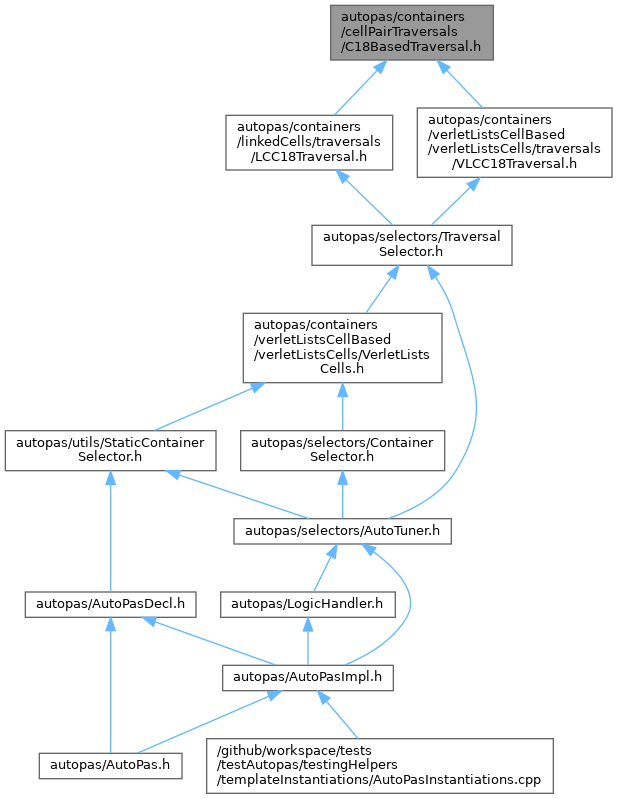 autopas/containers
/cellPairTraversals
/C18BasedTraversal.h
autopas/containers
/linkedCells/traversals
/LCC18Traversal.h
autopas/containers
/verletListsCellBased
/verletListsCells/traversals
/VLCC18Traversal.h
autopas/selectors/Traversal
Selector.h
autopas/containers
/verletListsCellBased
/verletListsCells/VerletLists
Cells.h
autopas/utils/StaticContainer
Selector.h
autopas/selectors/Container
Selector.h
autopas/selectors/AutoTuner.h
autopas/AutoPasDecl.h
autopas/LogicHandler.h
autopas/AutoPasImpl.h
autopas/AutoPas.h
/github/workspace/tests
/testAutopas/testingHelpers
/templateInstantiations/AutoPasInstantiations.cpp